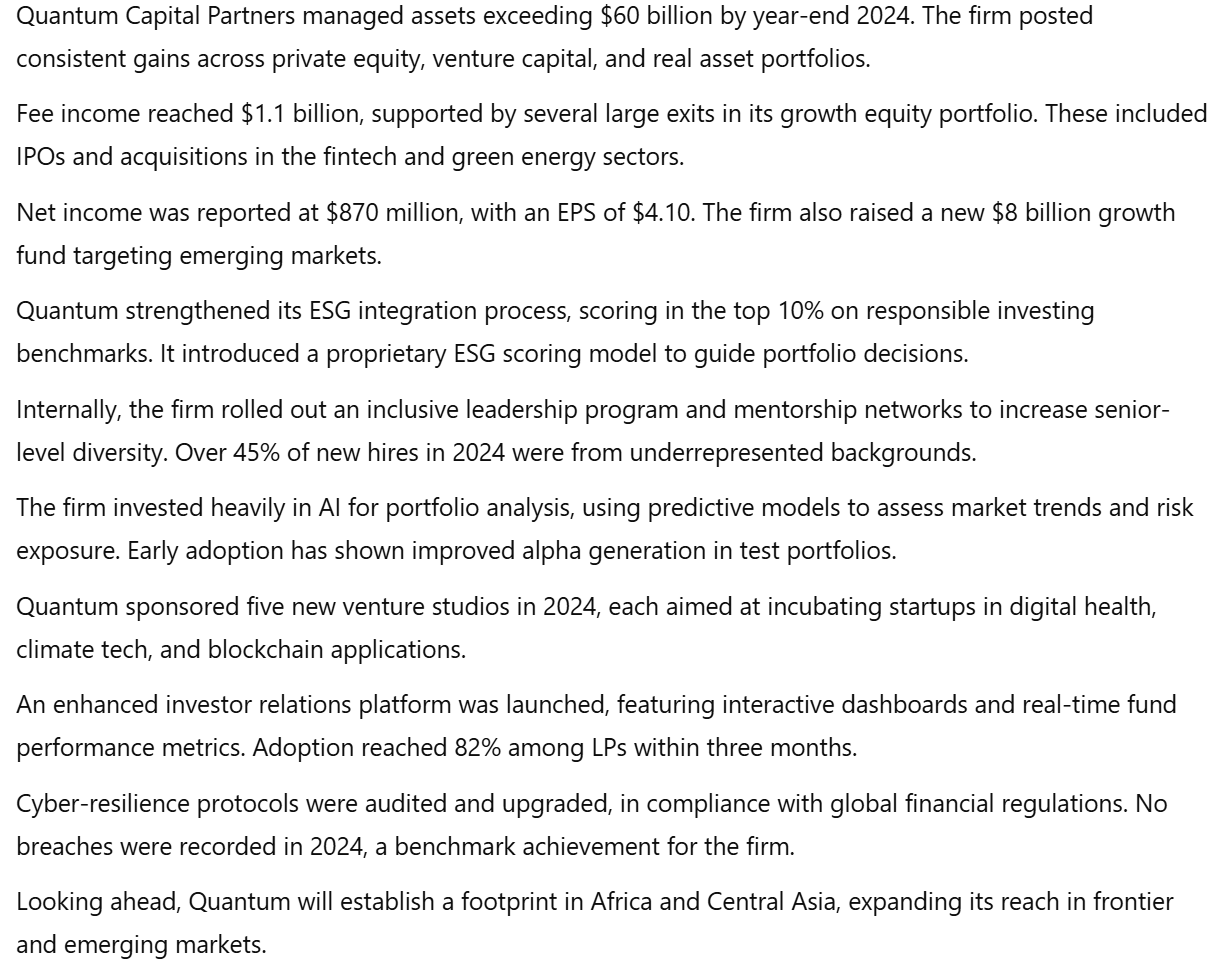 Quantum Capital Partners managed assets exceeding $60 billion by year-end 2024. The firm posted
consistent gains across private equity, venture capital, and real asset portfolios.
Fee income reached $1.1 billion, supported by several large exits in its growth equity portfolio. These included
IPOs and acquisitions in the fintech and green energy sectors.
Net income was reported at $870 million, with an EPS of $4.10. The firm also raised a new $8 billion growth
fund targeting emerging markets.
Quantum strengthened its ESG integration process, scoring in the top 10% on responsible investing
benchmarks. It introduced a proprietary ESG scoring model to guide portfolio decisions.
Internally, the firm rolled out an inclusive leadership program and mentorship networks to increase senior-
level diversity. Over 45% of new hires in 2024 were from underrepresented backgrounds.
The firm invested heavily in AI for portfolio analysis, using predictive models to assess market trends and risk
exposure. Early adoption has shown improved alpha generation in test portfolios.
Quantum sponsored five new venture studios in 2024, each aimed at incubating startups in digital health,
climate tech, and blockchain applications.
An enhanced investor relations platform was launched, featuring interactive dashboards and real-time fund
performance metrics. Adoption reached 82% among LPs within three months.
Cyber-resilience protocols were audited and upgraded, in compliance with global financial regulations. No
breaches were recorded in 2024, a benchmark achievement for the firm.
Looking ahead, Quantum will establish a footprint in Africa and Central Asia, expanding its reach in frontier
and emerging markets.